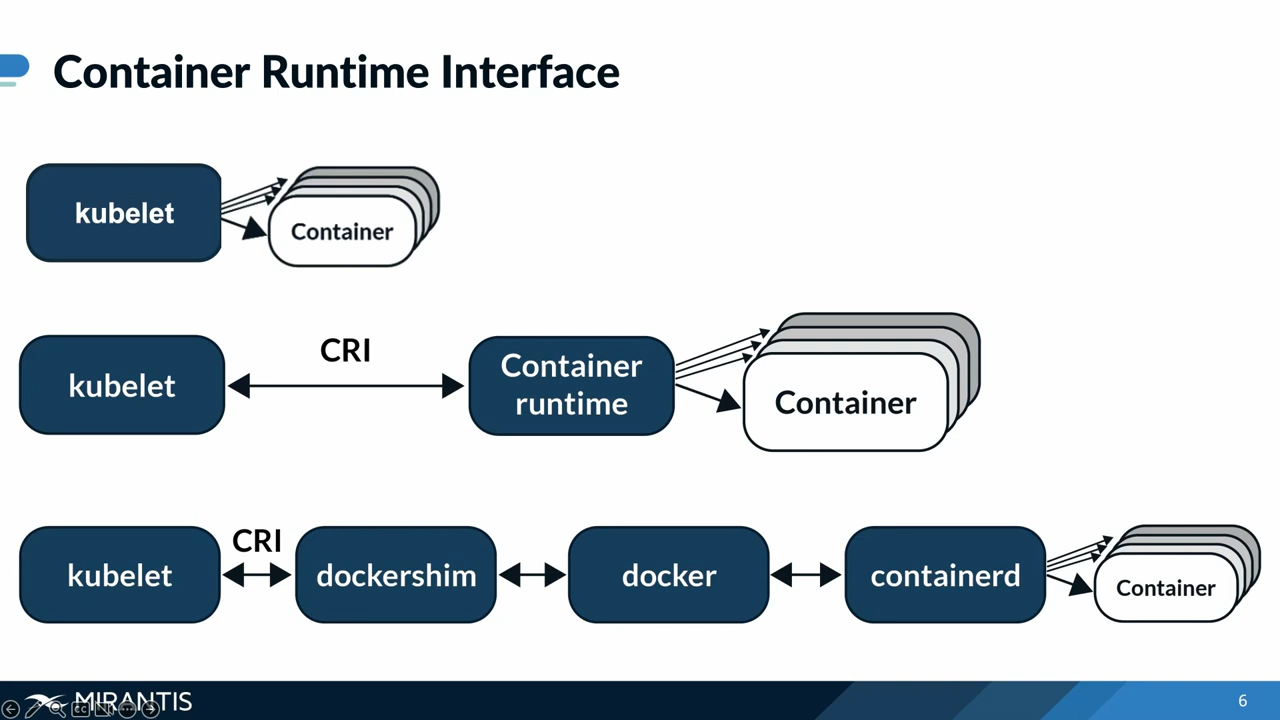 Container Runtime Interface
kubelet
Container
CRI
kubelet
Container
runtime
Container
CRI
kubelet
dockershim
docker
containerd
Container
MIRANTIS
6